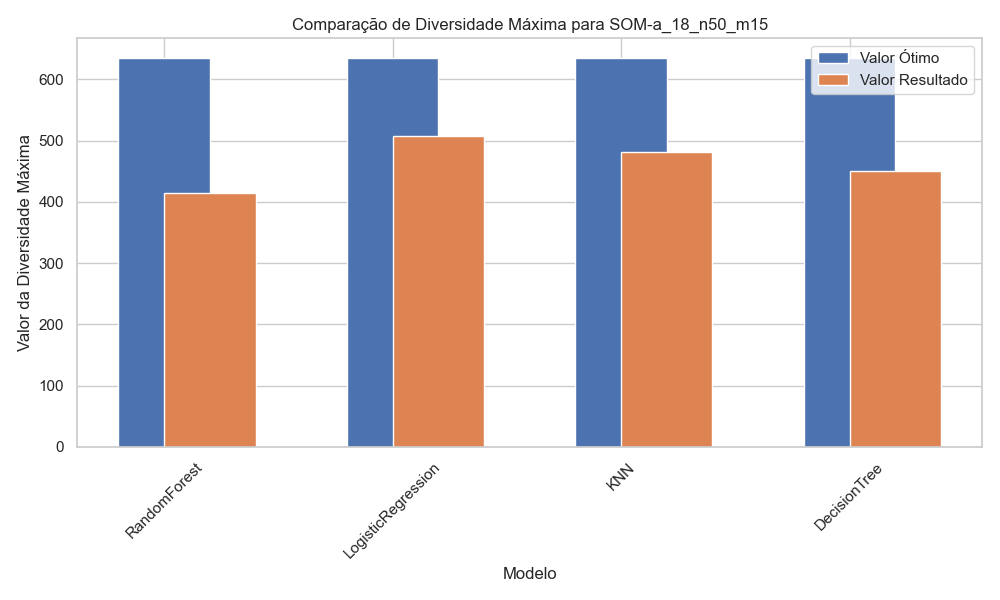 Comparação de Diversidade Máxima para SOM-a_18_n50_m15
Valor Ótimo
Valor Resultado
Valor da Diversidade Máxima
600
500
400
300
200
100
0
RandomForest
LogisticRegression
KNN
DecisionTree
Modelo